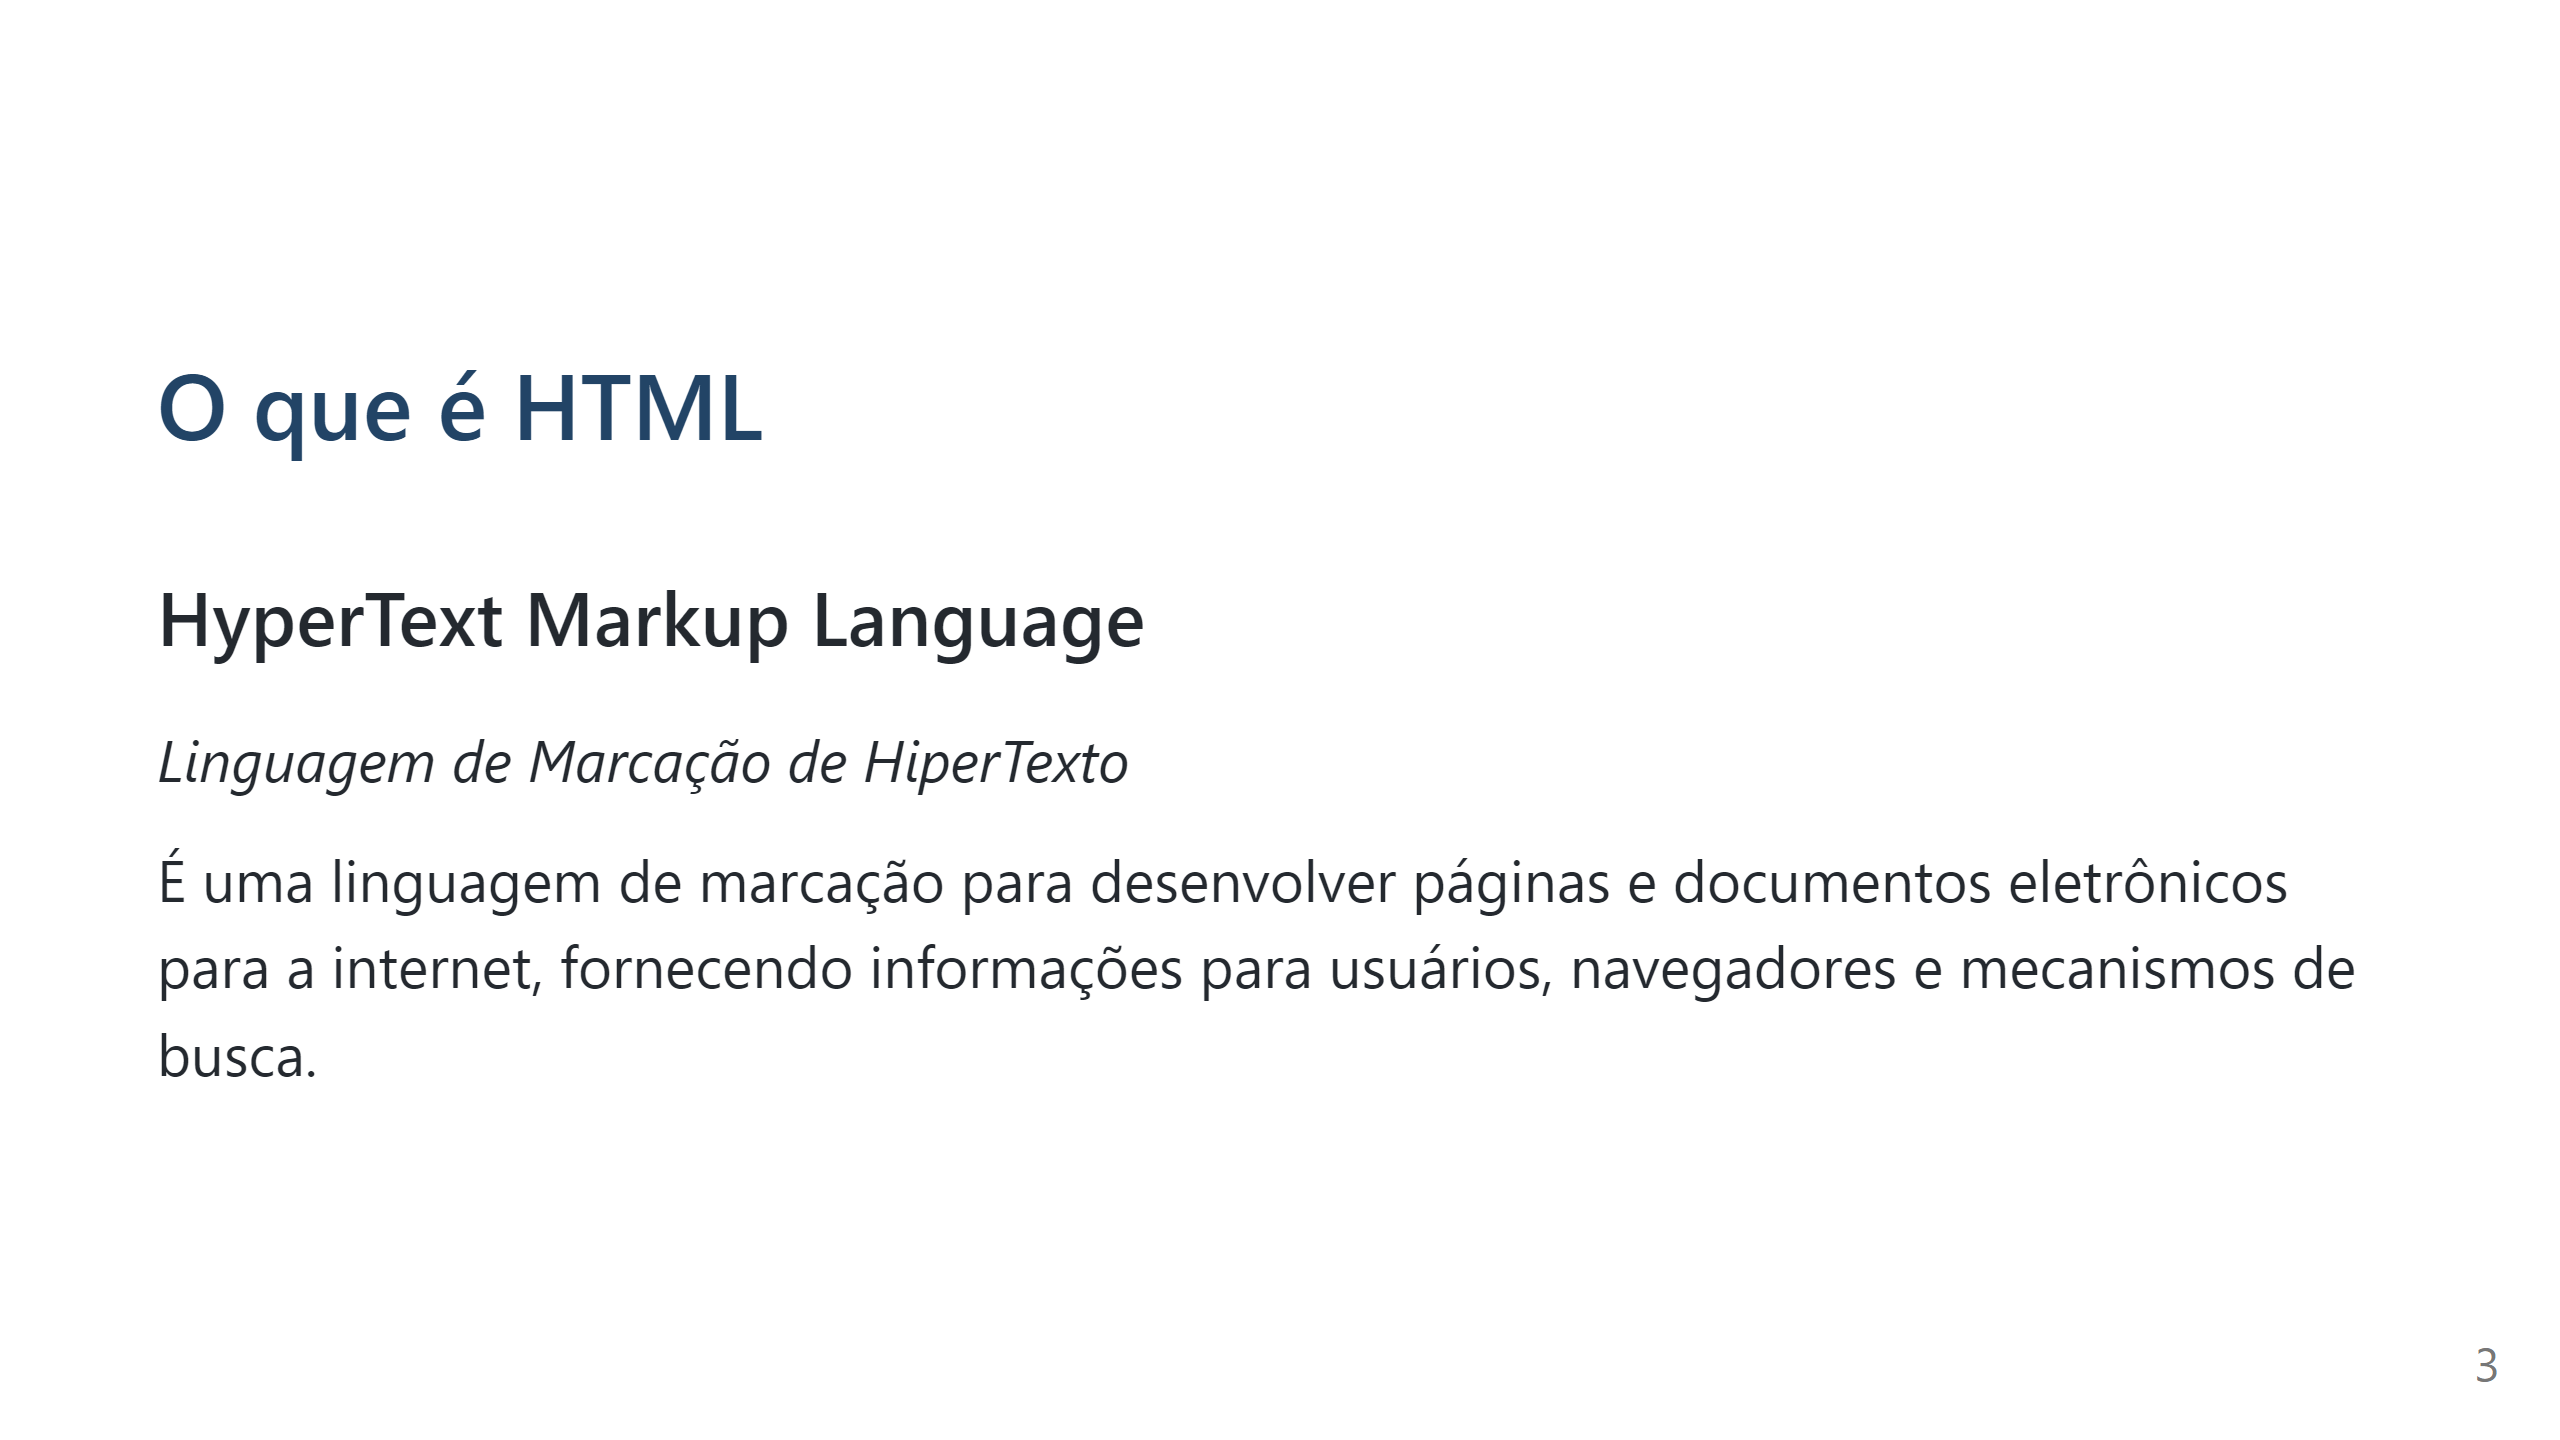 O que é HTML
HyperText Markup Language
Linguagem de Marcação de HiperTexto
É uma linguagem de marcação para desenvolver páginas e documentos eletrônicos
para a internet, fornecendo informações para usuários, navegadores e mecanismos de
busca.
3